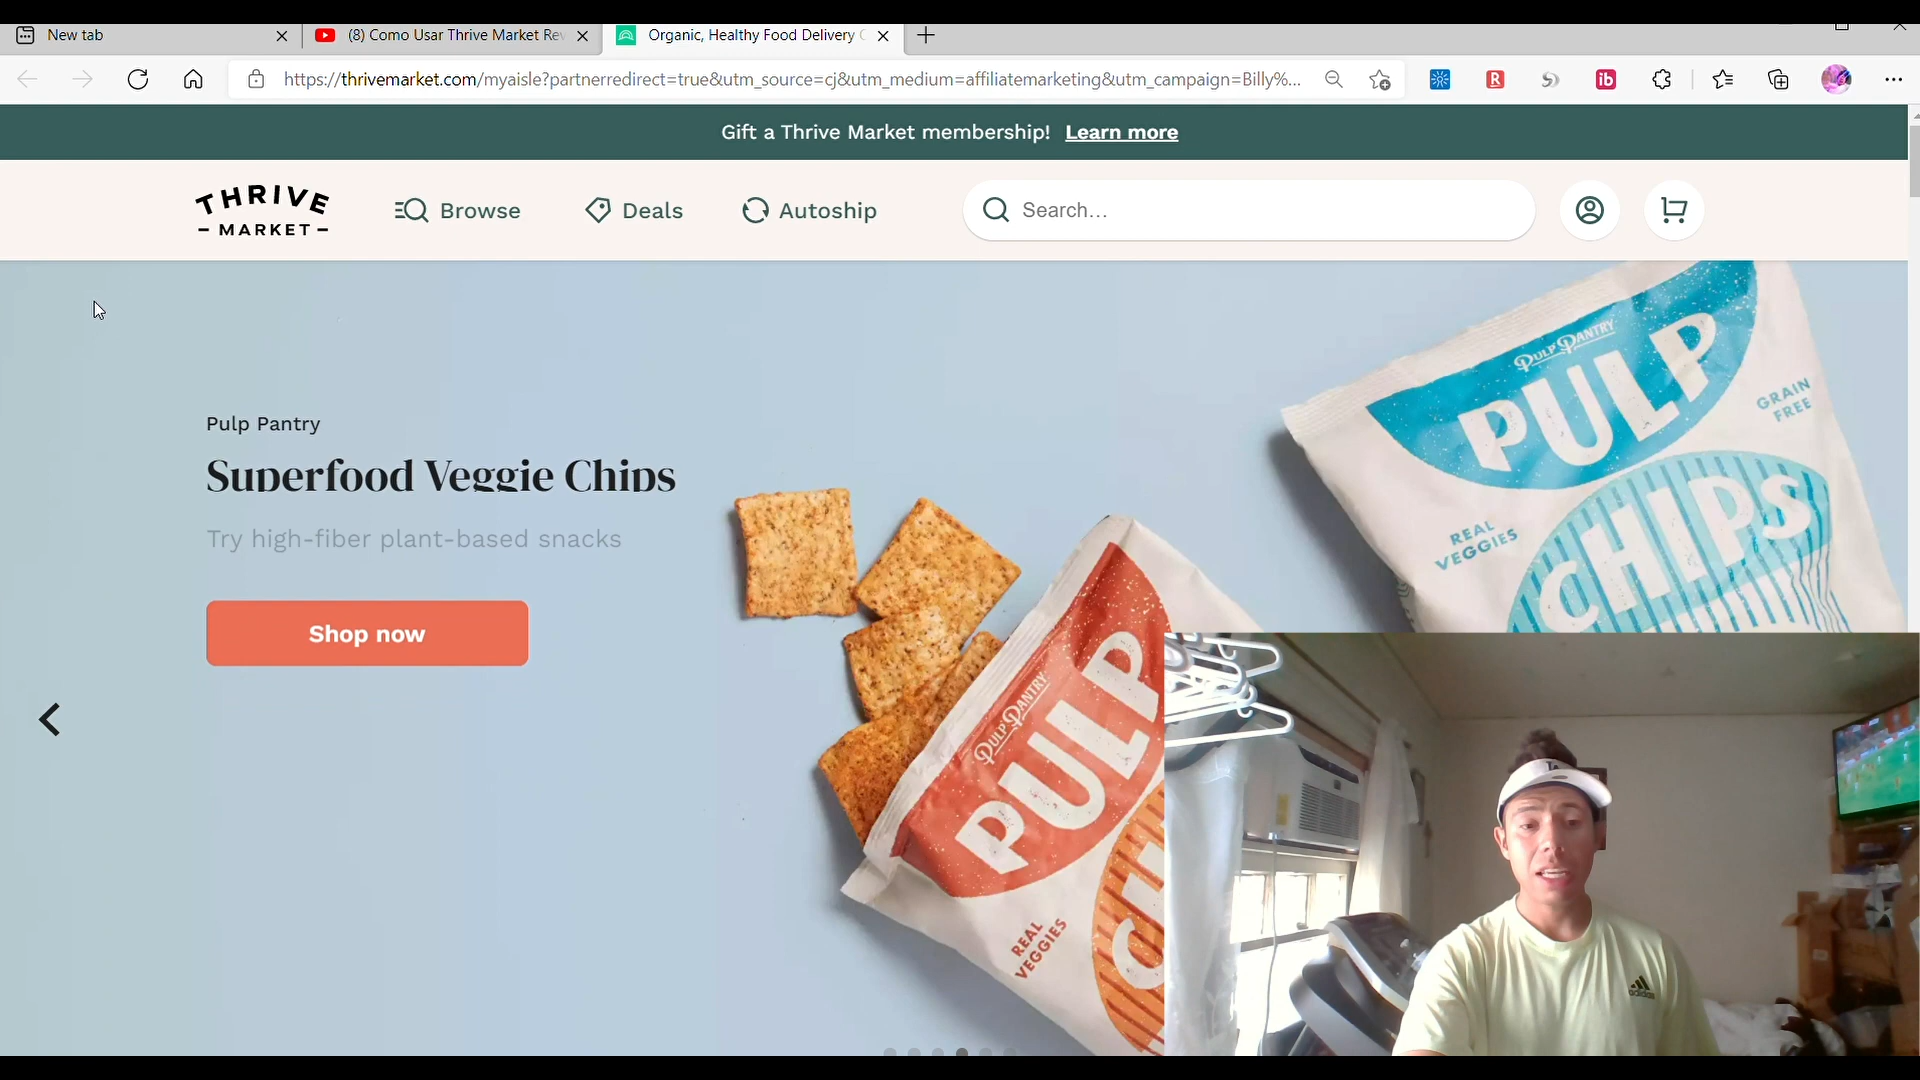 New tab
(8) Como Usar Thrive Market Rev
Organic, Healthy Food Delivery
https://thrivemarket.com/myaisle?partnerredirect=true&utm_source=cj&utm_medium=affiliatemarketing&utm_campaign=Billy%...
Gift a Thrive Market membership! Learn more
THRIVE
- MARKET -
Browse
Deals
Autoship
Search...
Pulp Pantry
Superfood Veggie Chips
Try high-fiber plant-based snacks
Shop now
PULP PANTRY
PULP
CHIPS
GRAIN
FREE
REAL
VEGGIES
PULP PANTRY
PULP
REAL
VEGGIES
adidas